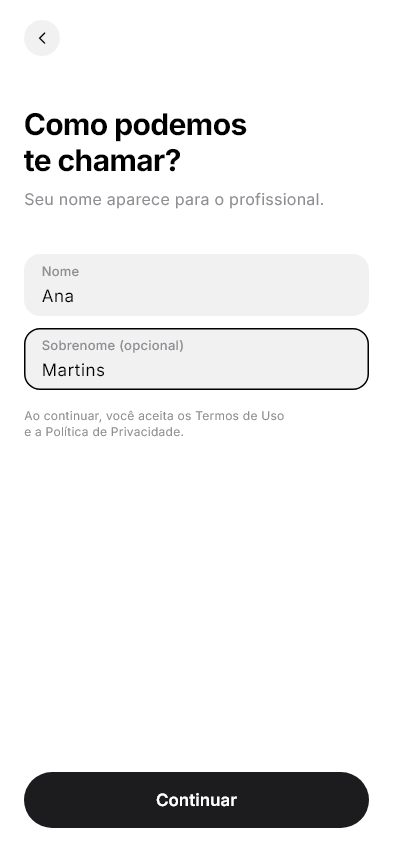 Como podemos
te chamar?
Seu nome aparece para o profissional.
Nome
Ana
Sobrenome (opcional)
Martins
Ao continuar, você aceita os Termos de Uso
e a Política de Privacidade.
Continuar